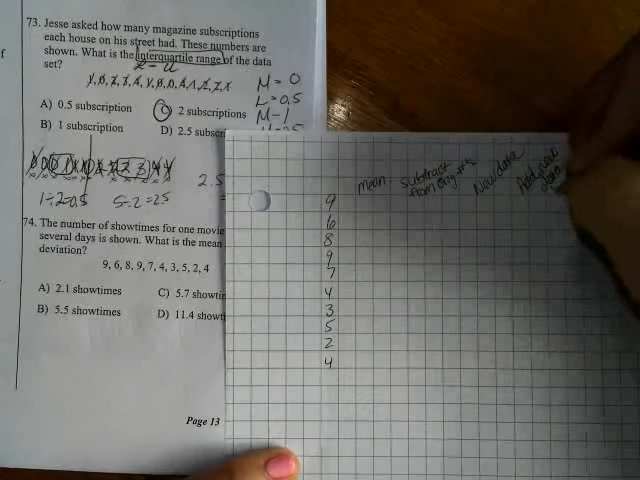 73. Jesse asked how many magazine subscriptions
each house on his street had. These numbers are
shown. What is the interquartile range of the data
set?
A) 0.5 subscription
C) 2 subscriptions
B) 1 subscription
D) 2.5 subscr
M = 0
L = 0.5
M - 1
1÷2=0.5
5÷2=2.5
2.5
74. The number of showtimes for one movie
several days is shown. What is the mean
deviation?
9, 6, 8, 9, 7, 4, 3, 5, 2, 4
A) 2.1 showtimes
C) 5.7 showtin
B) 5.5 showtimes
D) 11.4 showti
Page 13
Mean
Subtract
from Org. #'s
New data
9
6
8
9
7
4
3
5
2
4